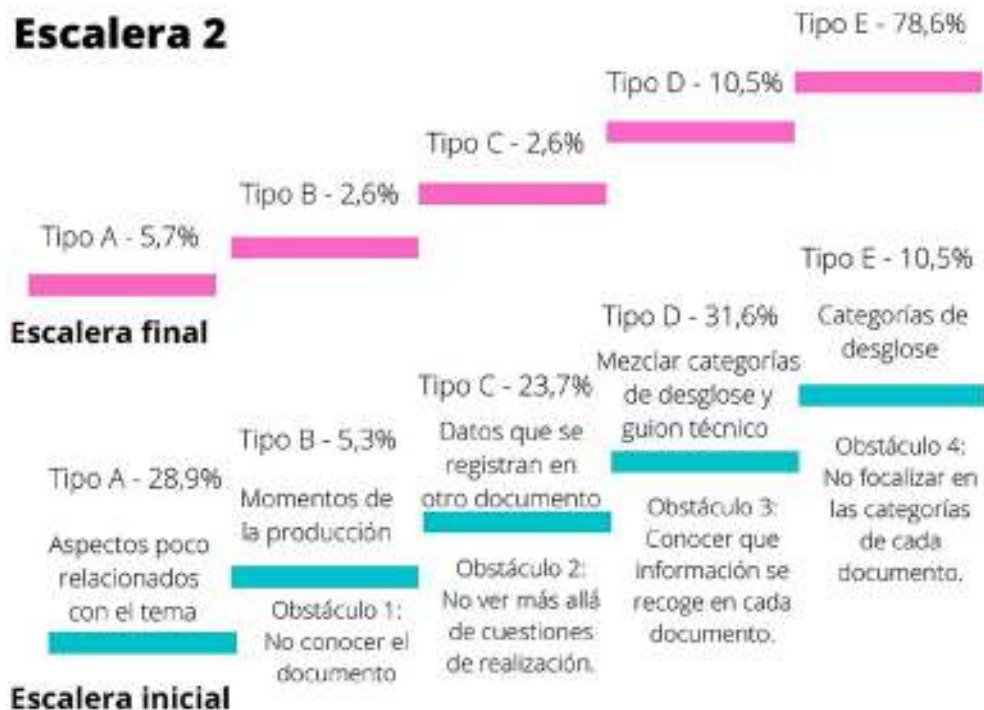 Escalera 2
Tipo A - 5,7%
Tipo B - 2,6%
Tipo C - 2,6%
Tipo D - 10,5%
Tipo E - 78,6%
Escalera final
Tipo A - 28,9%
Aspectos poco
relacionados
con el tema
Tipo B - 5,3%
Momentos de
la producción
Obstáculo 1:
No conocer el
documento
Tipo C - 23,7%
Datos que se
registran en
otro documento
Obstáculo 2:
No ver más allá
de cuestiones
de realización.
Tipo D - 31,6%
Mezclar categorías
de desglose y
guion técnico
Obstáculo 3:
Conocer que
información se
recoge en cada
documento.
Tipo E - 10,5%
Categorías de
desglose
Obstáculo 4:
No focalizar en
las categorías
de cada
documento.
Escalera inicial